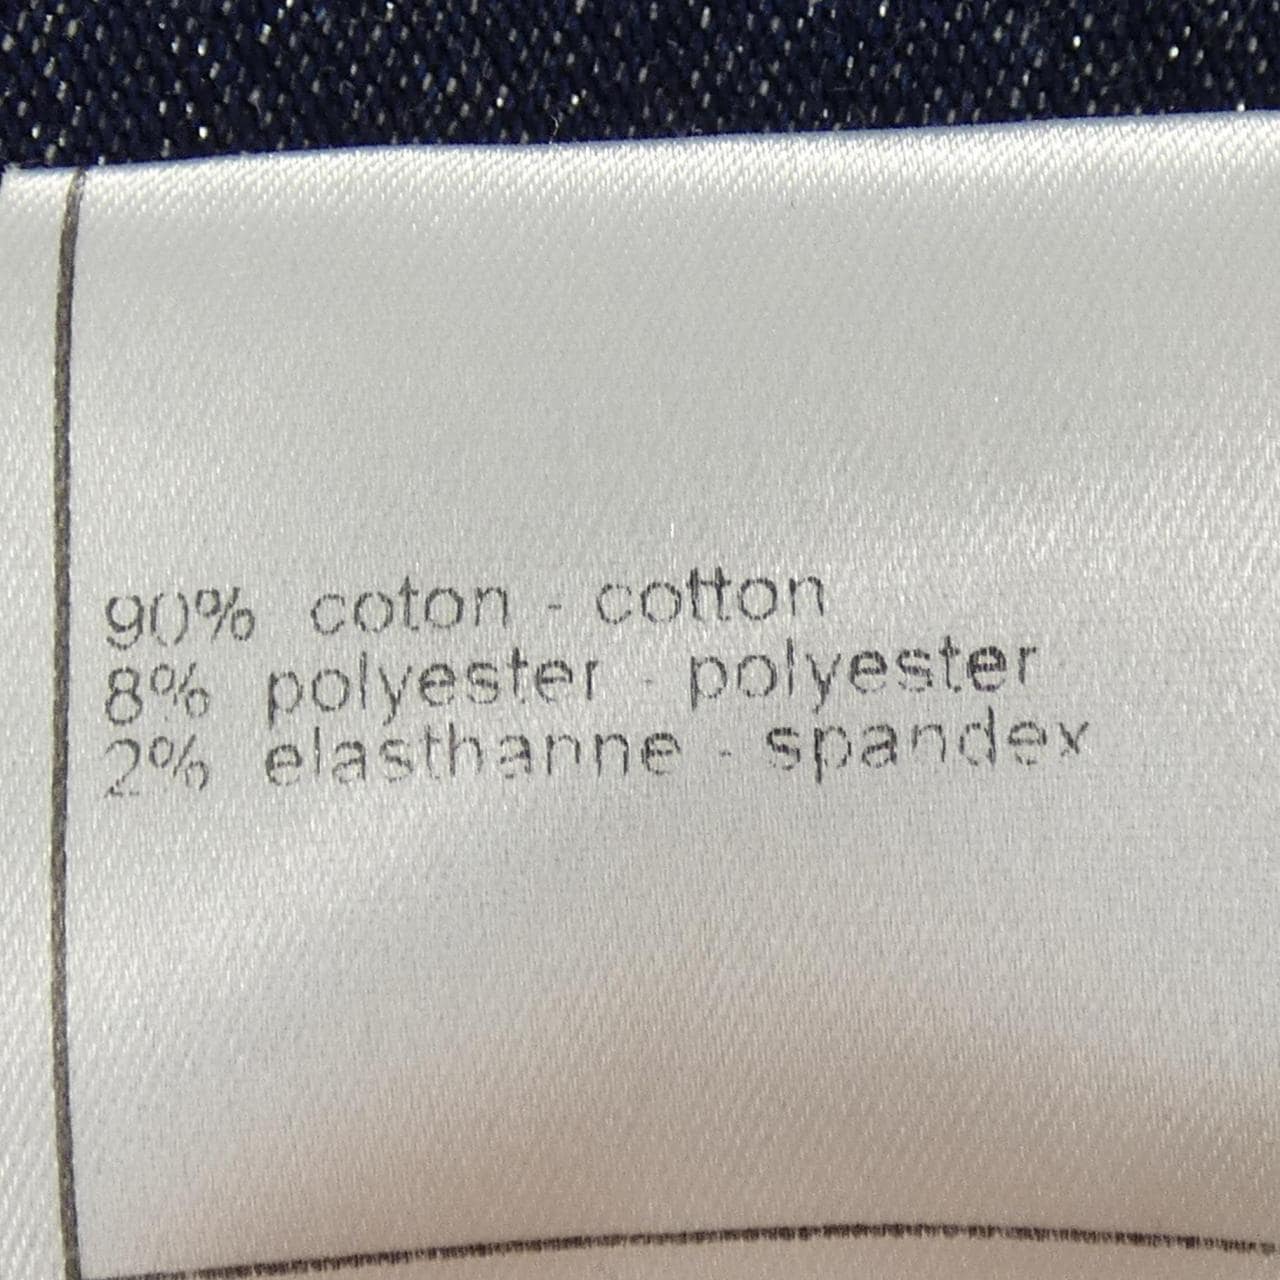 90% coton - cotton
8% polyester - polyester
2% elasthanne - spandex